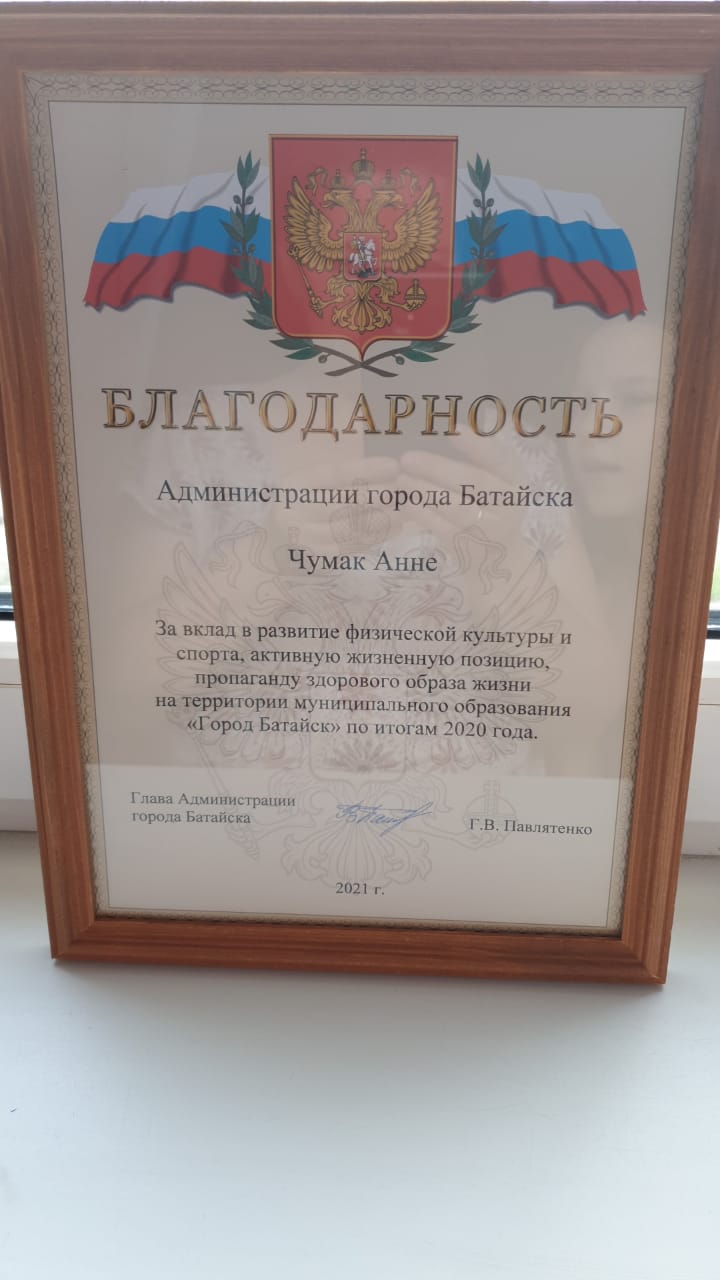 БЛАГОДАРНОСТЬ
Администрации города Батайска
Чумак Анне
За вклад в развитие физической культуры и
спорта, активную жизненную позицию,
пропаганду здорового образа жизни
на территории муниципального образования
«Город Батайск» по итогам 2020 года.
Глава Администрации
города Батайска
Г.В. Павлятенко
2021 г.